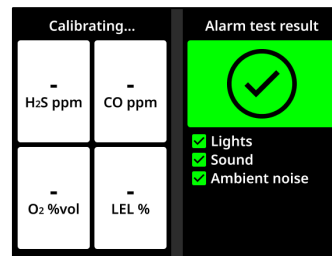 Calibrating...
-
H2S ppm
-
CO ppm
-
O2 %vol
-
LEL %
Alarm test result
Lights
Sound
Ambient noise